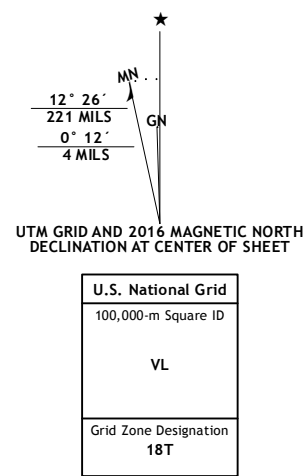 ★
MN
GN
12° 26´
221 MILS
0° 12´
4 MILS
UTM GRID AND 2016 MAGNETIC NORTH
DECLINATION AT CENTER OF SHEET
U.S. National Grid
100,000-m Square ID
VL
Grid Zone Designation
18T